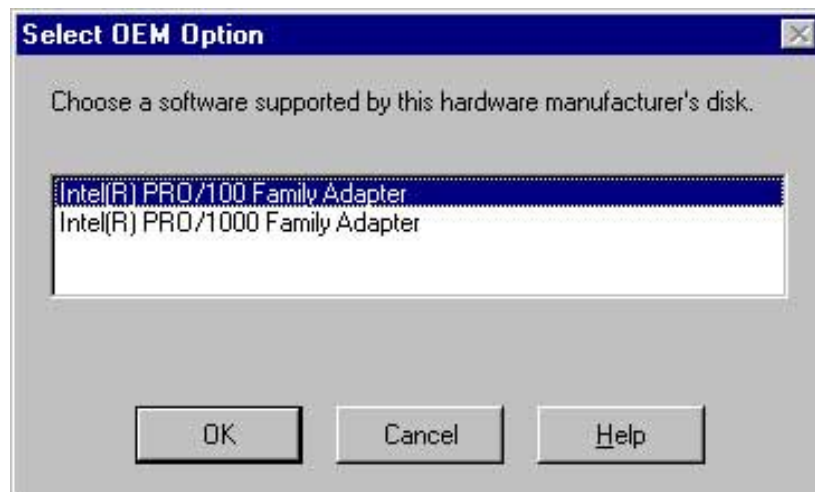 Select OEM Option
Choose a software supported by this hardware manufacturer's disk.
Intel(R) PRO/100 Family Adapter
Intel(R) PRO/1000 Family Adapter
OK
Cancel
Help